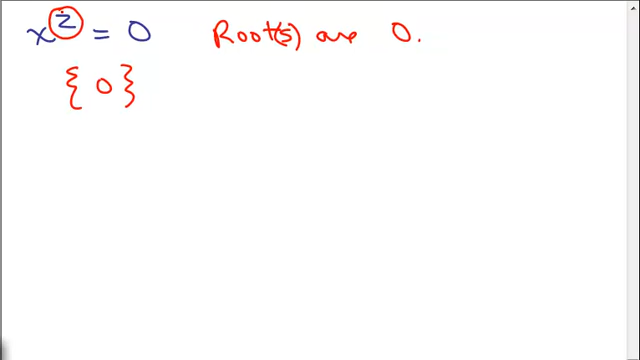 x² = 0 Root(s) are 0.
{ 0 }